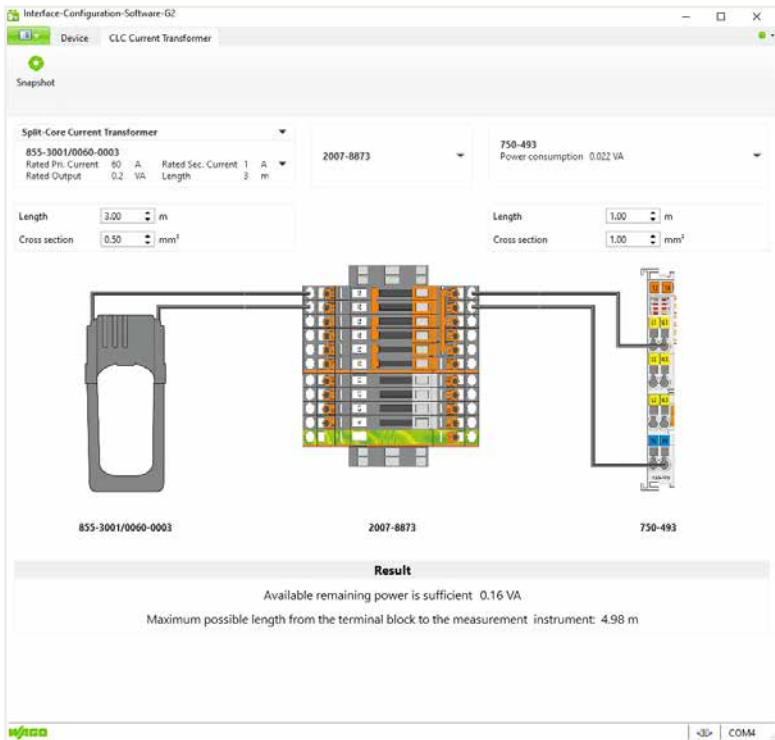 Interface-Configuration-Software-G2
Device CLC Current Transformer
Snapshot
Split-Core Current Transformer
855-3001/0060-0003
Rated Pri. Current 60 A Rated Sec. Current 1 A
Rated Output 0.2 VA Length 3 m
2007-8873
750-493
Power consumption 0.022 VA
Length 3.00 m
Cross section 0.50 mm²
Length 1.00 m
Cross section 1.00 mm²
855-3001/0060-0003
2007-8873
750-493
Result
Available remaining power is sufficient 0.16 VA
Maximum possible length from the terminal block to the measurement instrument: 4.98 m
WAGO
COM4